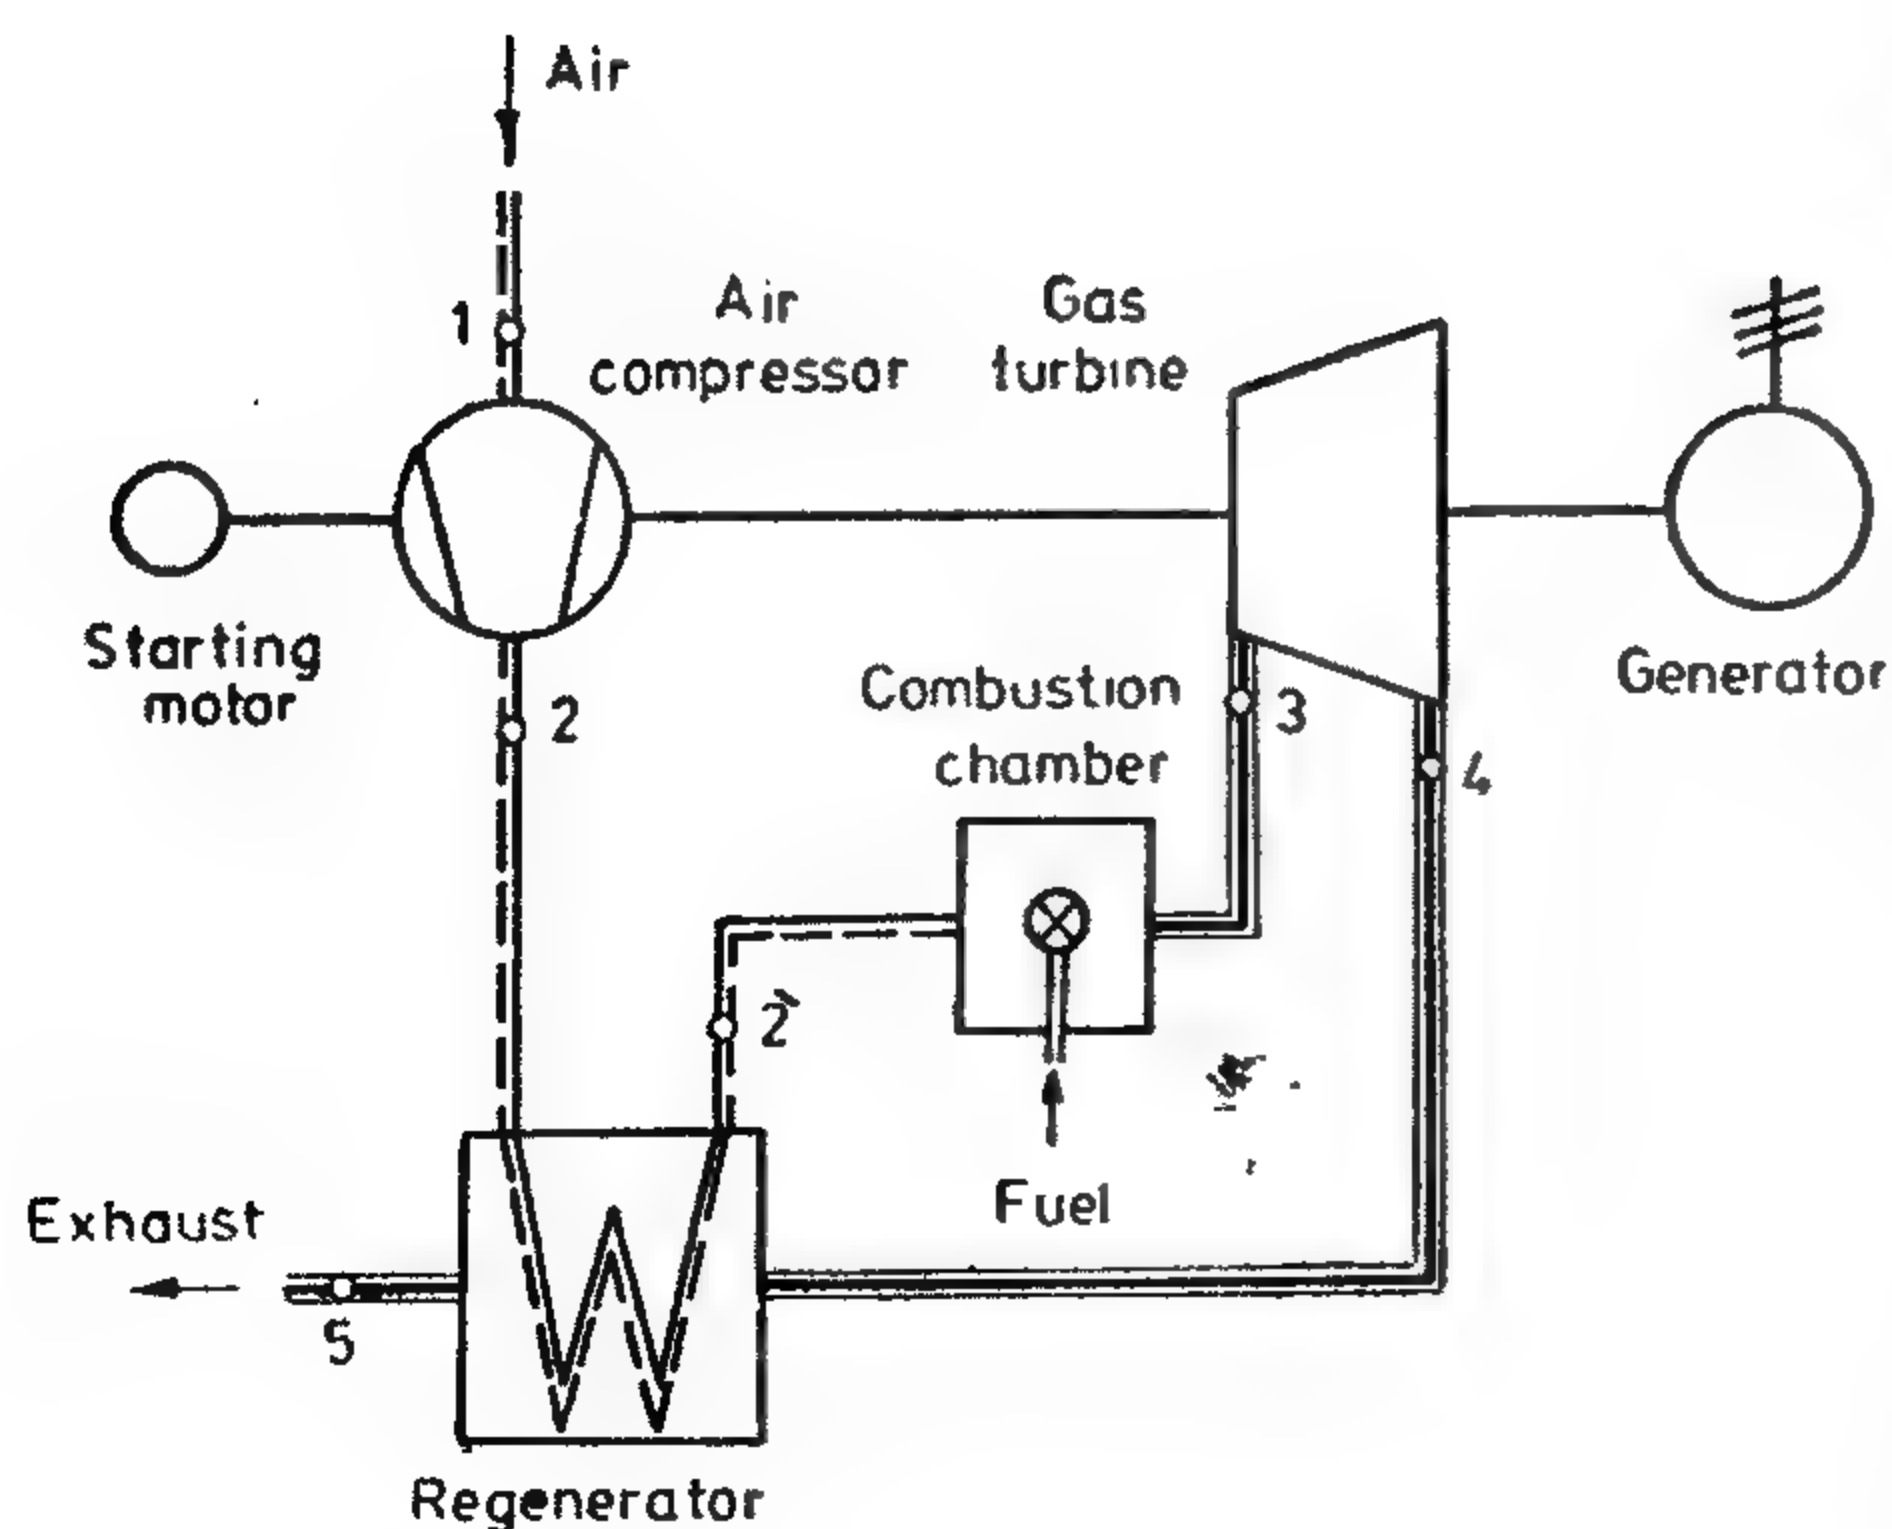 Air
1
Air
compressor
Gas
turbine
Starting
motor
2
Combustion
chamber
3
4
Generator
2'
Fuel
Exhaust
5
Regenerator